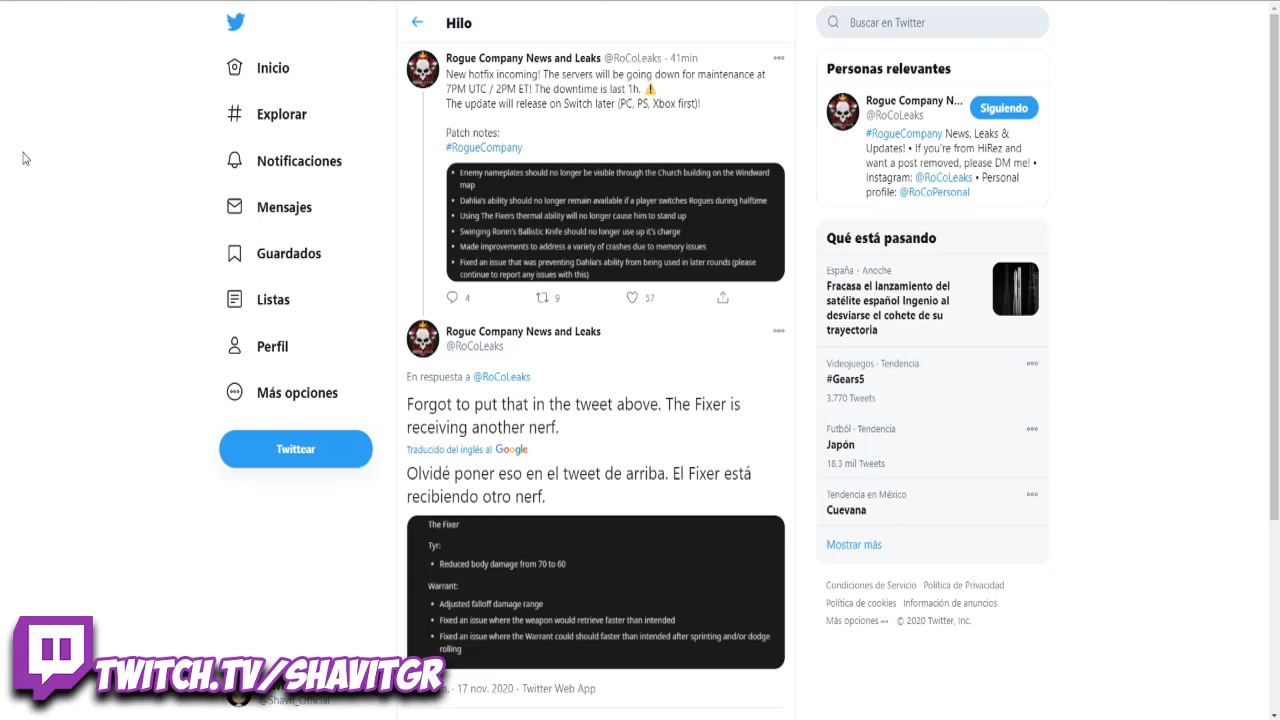 Inicio
Explorar
Notificaciones
Mensajes
Guardados
Listas
Perfil
Más opciones
Twittear
Hilo
Rogue Company News and Leaks @RoCoLeaks · 41min
New hotfix incoming! The servers will be going down for maintenance at
7PM UTC / 2PM ET! The downtime is last 1h. ⚠
The update will release on Switch later (PC, PS, Xbox first)!
Patch notes:
#RogueCompany
• Enemy nameplates should no longer be visible through the Church building on the Windward
map
• Dahlia's ability should no longer remain available if a player switches Rogues during halftime
• Using The Fixers thermal ability will no longer cause him to stand up
• Swinging Ronin's Ballistic Knife should no longer use up it's charge
• Made improvements to address a variety of crashes due to memory issues
• Fixed an issue that was preventing Dahlia's ability from being used in later rounds (please
continue to report any issues with this)
4 9 57
Rogue Company News and Leaks
@RoCoLeaks
En respuesta a @RoCoLeaks
Forgot to put that in the tweet above. The Fixer is
receiving another nerf.
Traducido del inglés al Google
Olvidé poner eso en el tweet de arriba. El Fixer está
recibiendo otro nerf.
The Fixer
Tyr:
• Reduced body damage from 70 to 60
Warrant:
• Adjusted falloff damage range
• Fixed an issue where the weapon would retrieve faster than intended
• Fixed an issue where the Warrant could should faster than intended after sprinting and/or dodge
rolling
17 nov. 2020 · Twitter Web App
Buscar en Twitter
Personas relevantes
Rogue Company N...
@RoCoLeaks
Siguiendo
#RogueCompany News, Leaks &
Updates! • If you're from HiRez and
want a post removed, please DM me! •
Instagram: @RoCoLeaks • Personal
profile: @RoCoPersonal
Qué está pasando
España · Anoche
Fracasa el lanzamiento del
satélite español Ingenio al
desviarse el cohete de su
trayectoria
Videojuegos · Tendencia
#Gears5
3.770 Tweets
Futból · Tendencia
Japón
18,3 mil Tweets
Tendencia en México
Cuevana
Mostrar más
Condiciones de Servicio Política de Privacidad
Política de cookies Información de anuncios
Más opciones ••• © 2020 Twitter, Inc.
TWITCH.TV/SHAVITGR
@Shavit_Official